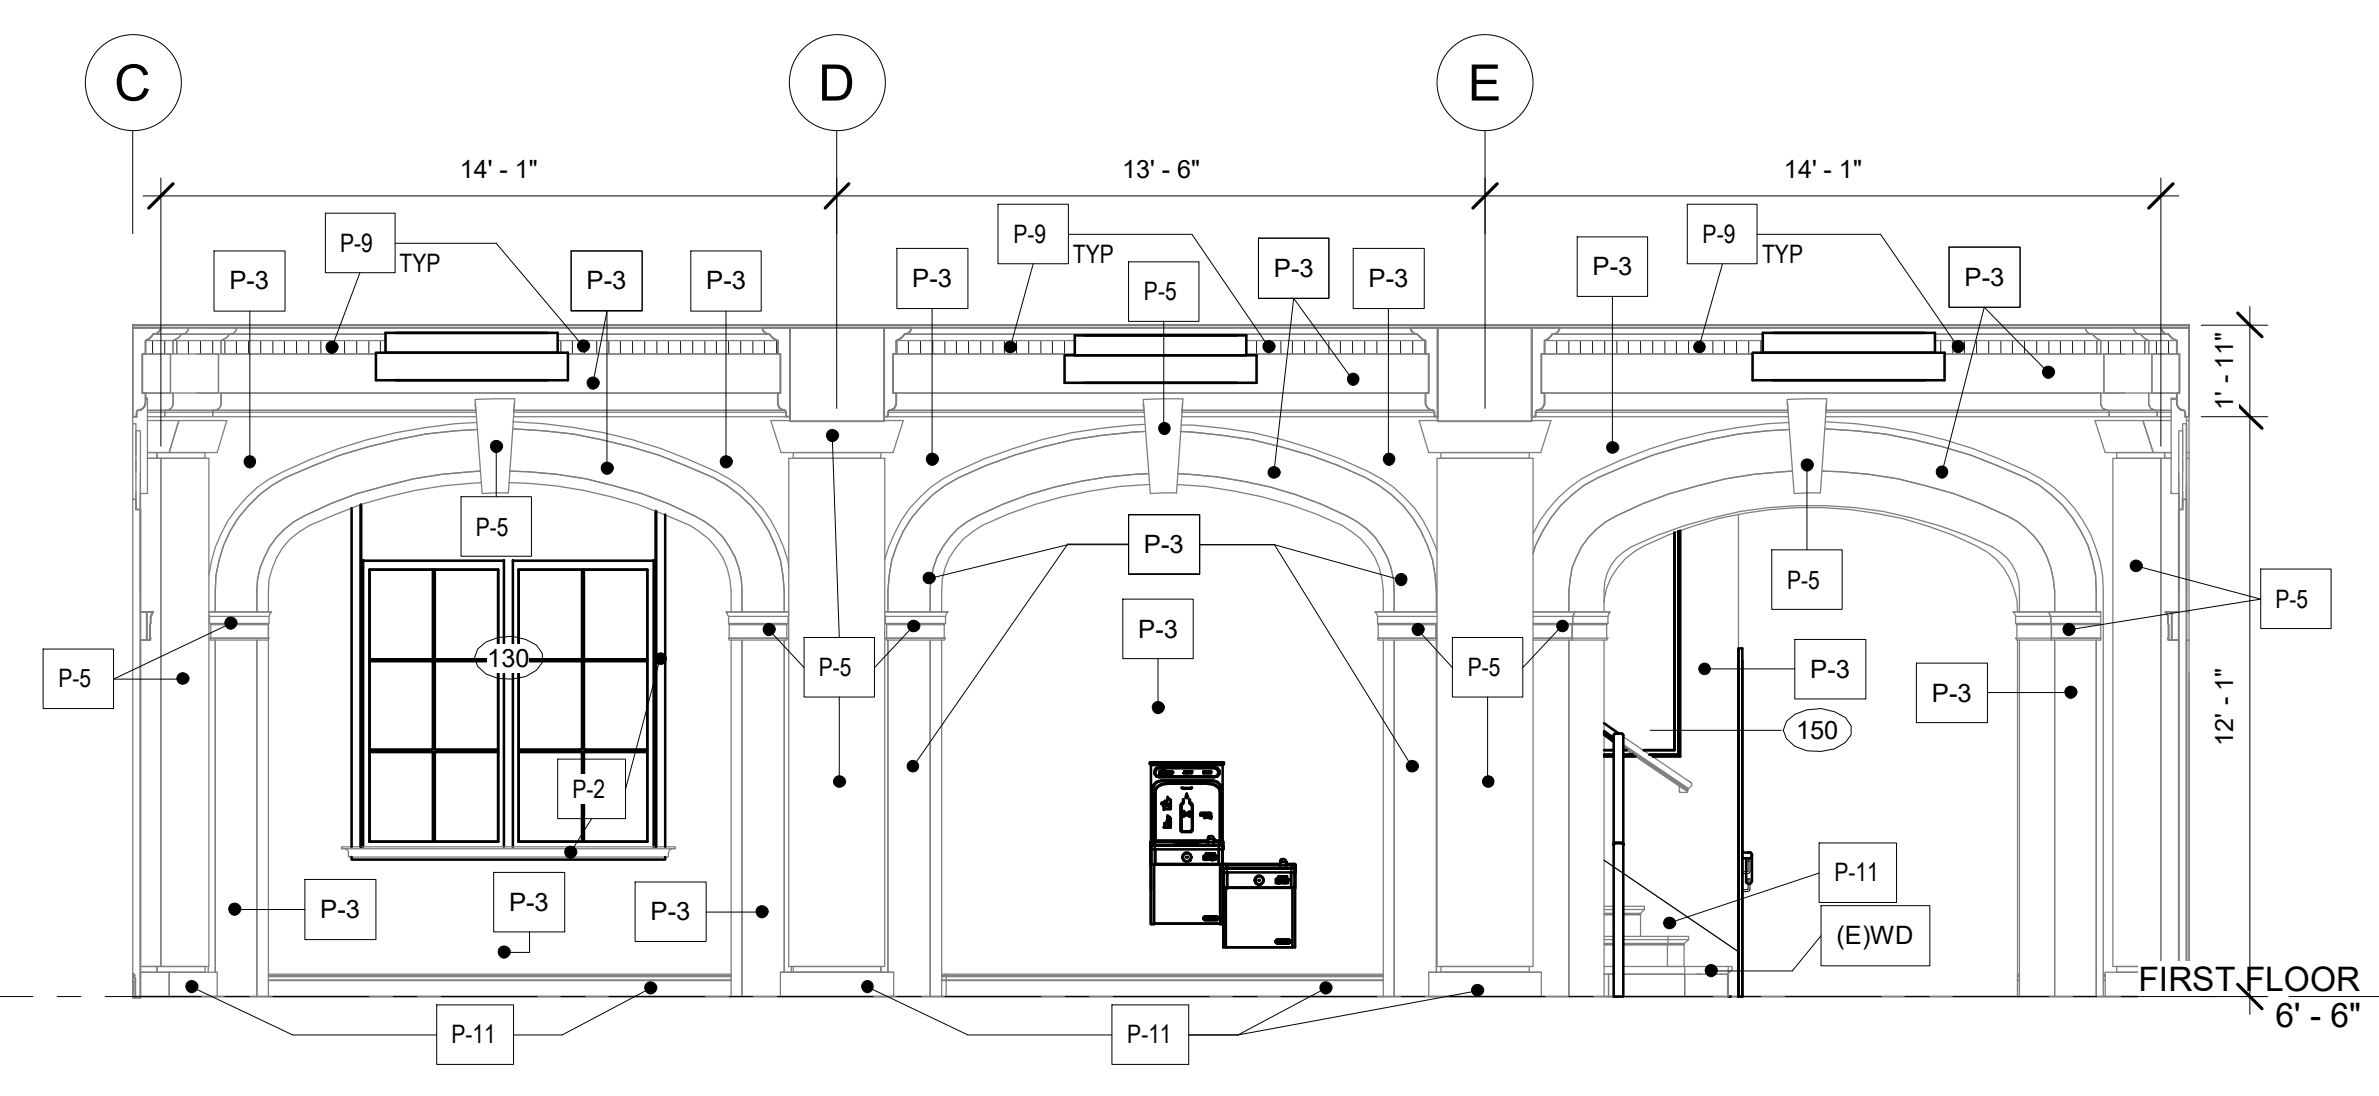 C D E
14' - 1" 13' - 6" 14' - 1"
P-9 TYP P-9 TYP P-9 TYP
P-3 P-3 P-3 P-3 P-5 P-3 P-3 P-3 P-3
1' - 11"
P-5 P-3 P-5 P-5
130 P-3 P-3
P-5 P-5 P-5 P-3
150 12' - 1"
P-2
P-3 P-3 P-3 P-11
(E)WD
FIRST FLOOR
6' - 6"
P-11 P-11